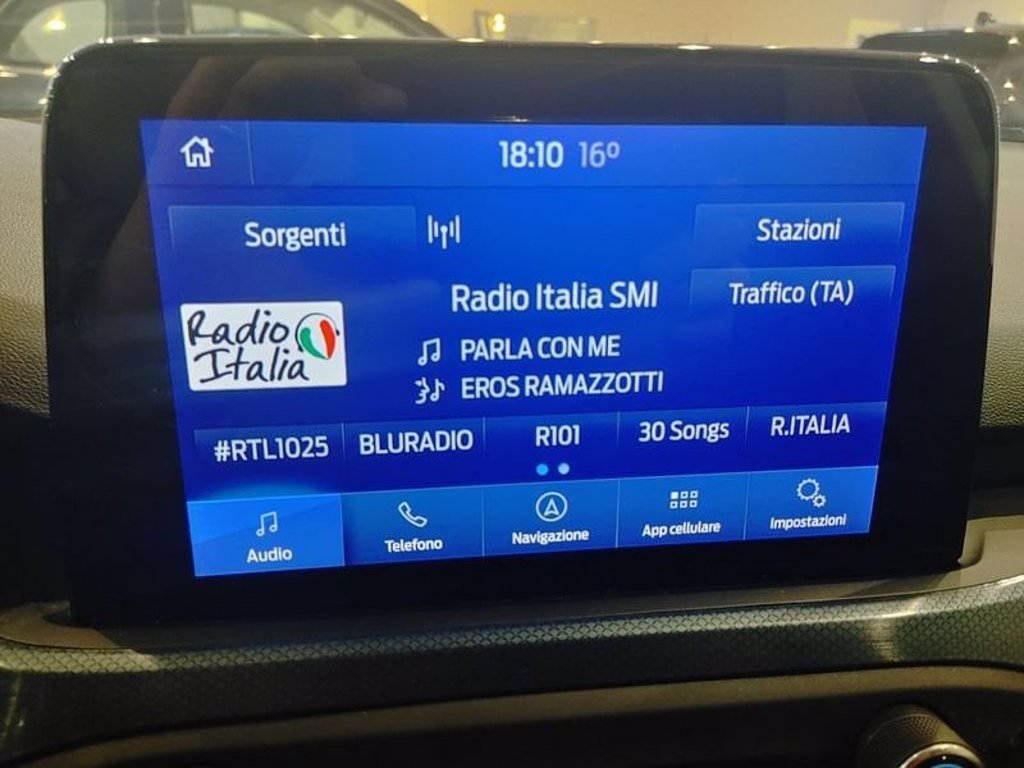 18:10 16º
Sorgenti
Stazioni
Radio Italia SMI
Traffico (TA)
Radio
Italia
PARLA CON ME
EROS RAMAZZOTTI
#RTL1025 BLURADIO R101 30 Songs R.ITALIA
Audio Telefono Navigazione App cellulare Impostazioni